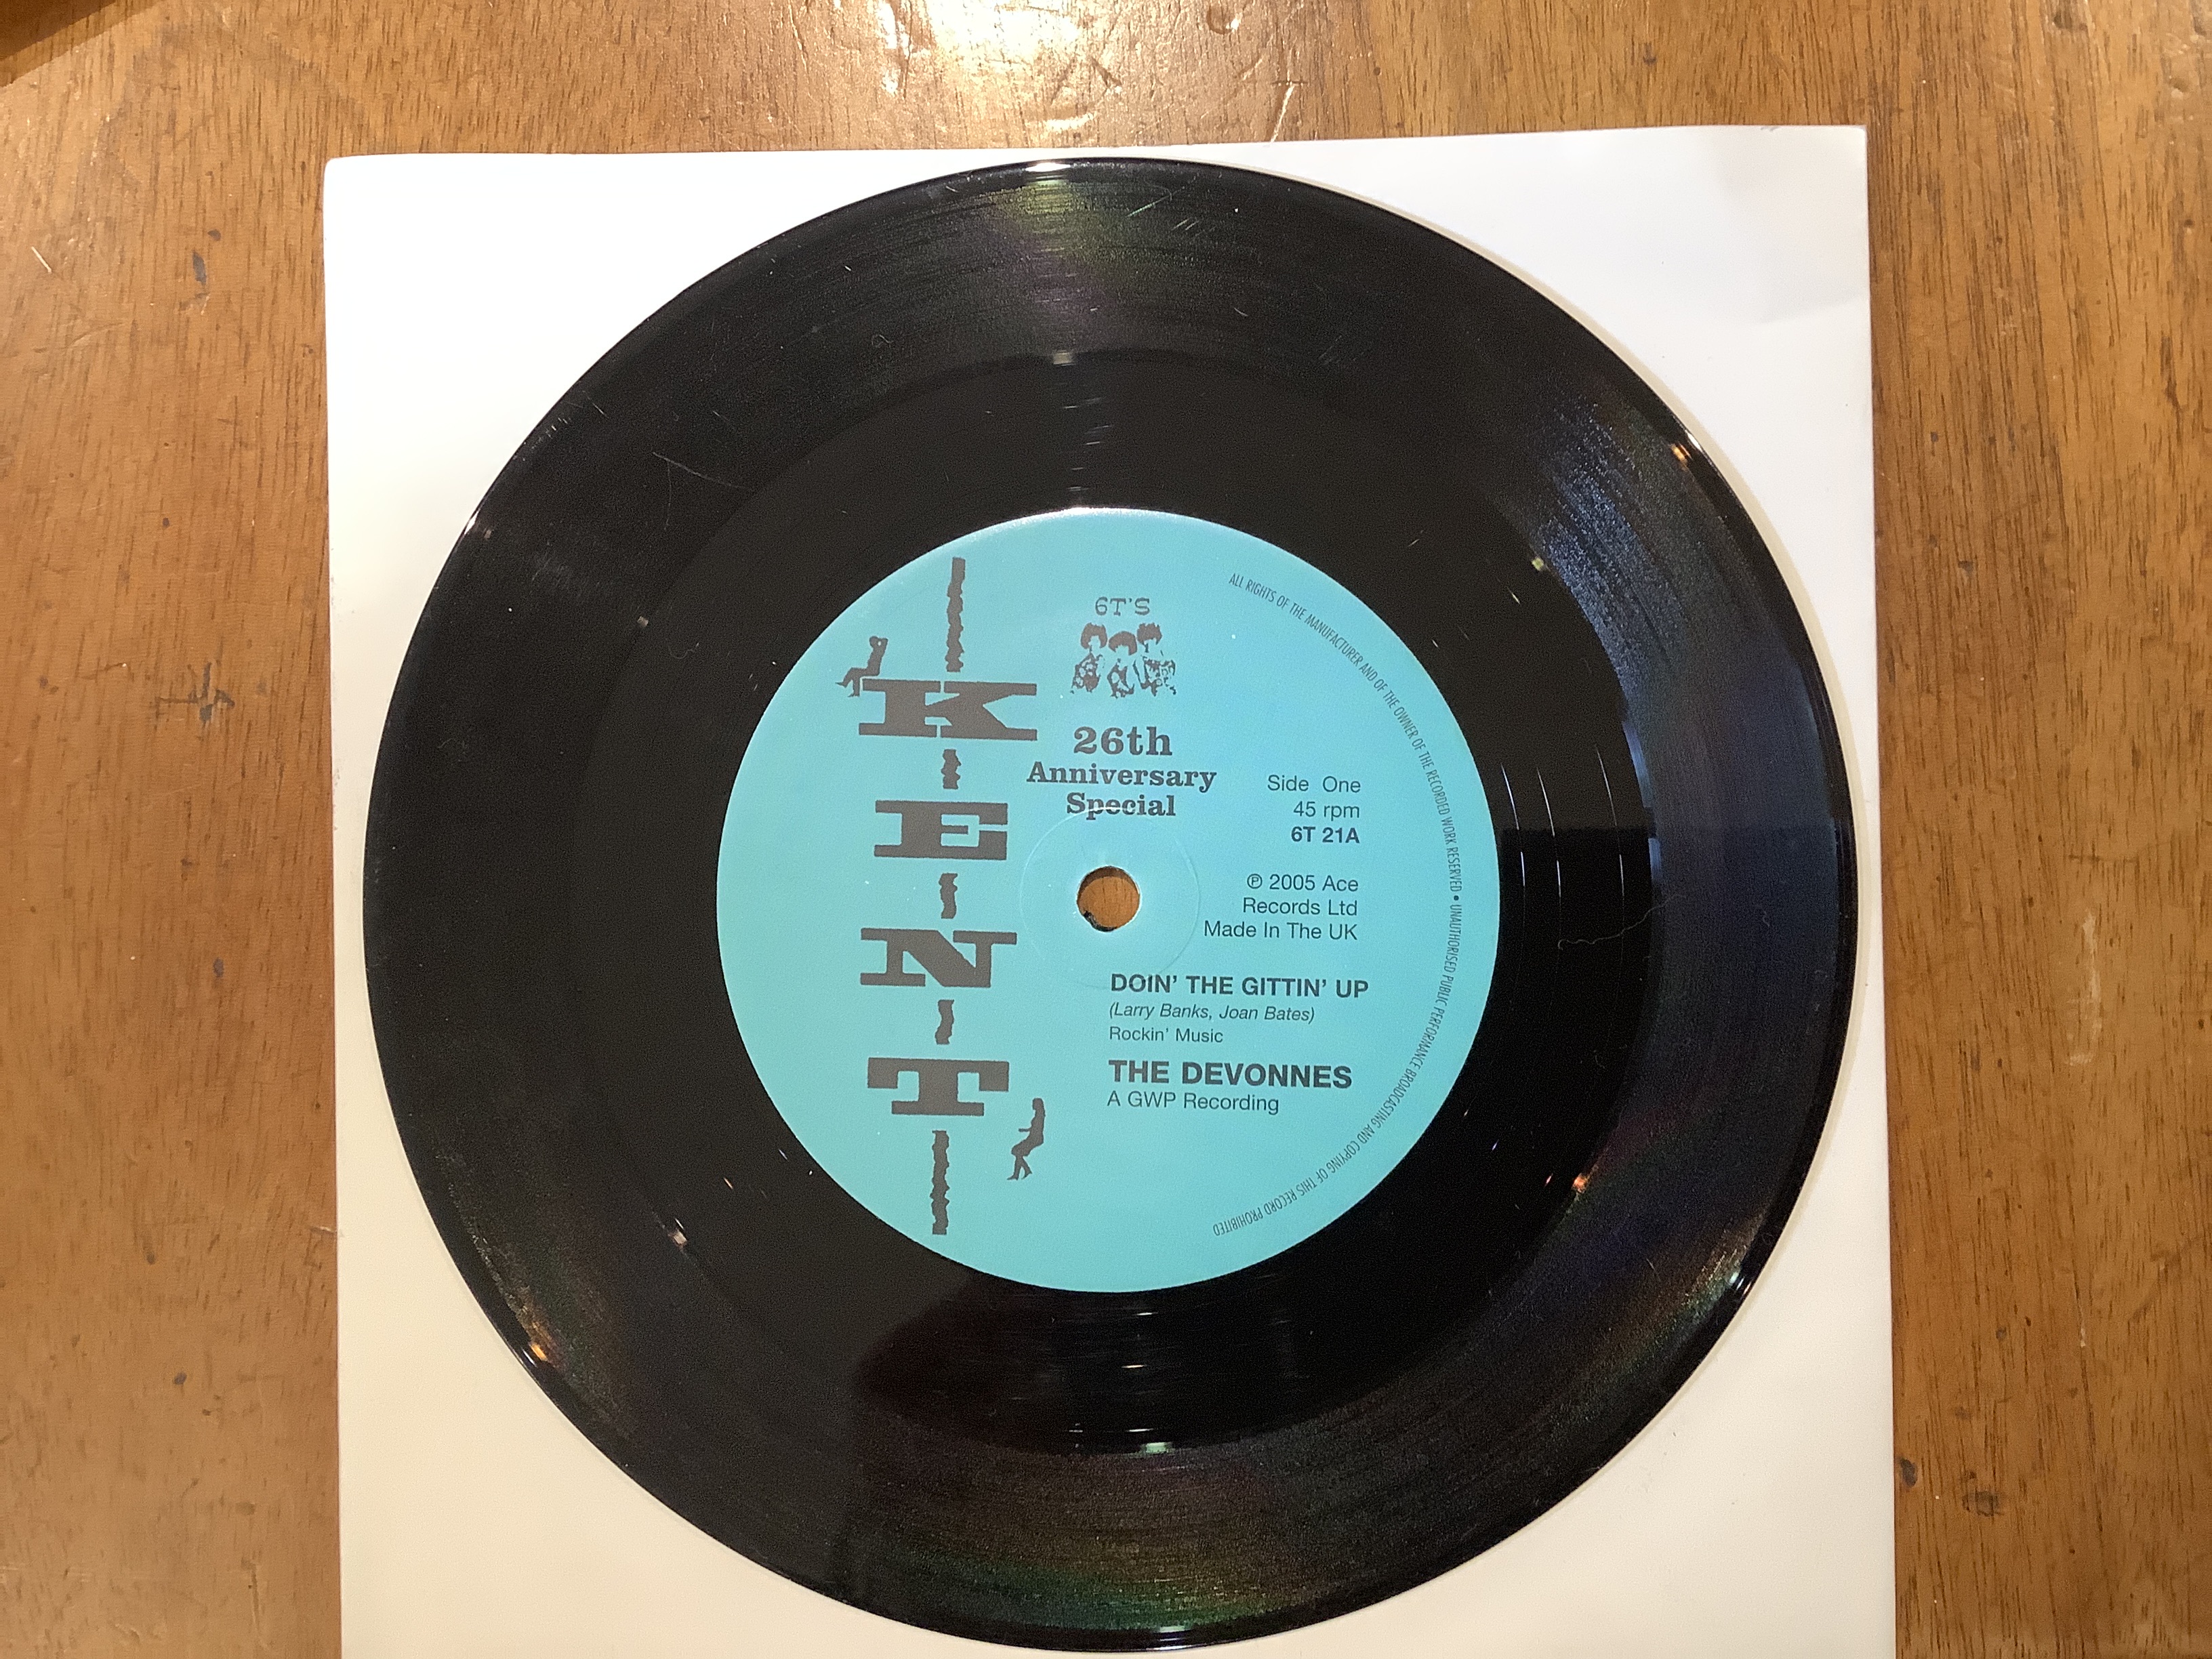 6T'S
KENT
26th
Anniversary
Special
Side One
45 rpm
6T 21A
℗ 2005 Ace
Records Ltd
Made In The UK
DOIN' THE GITTIN' UP
(Larry Banks, Joan Bates)
Rockin' Music
THE DEVONNES
A GWP Recording
ALL RIGHTS OF THE MANUFACTURER AND OF THE OWNER OF THE RECORDED WORK RESERVED • UNAUTHORISED PUBLIC PERFORMANCE BROADCASTING AND COPYING OF THIS RECORD PROHIBITED